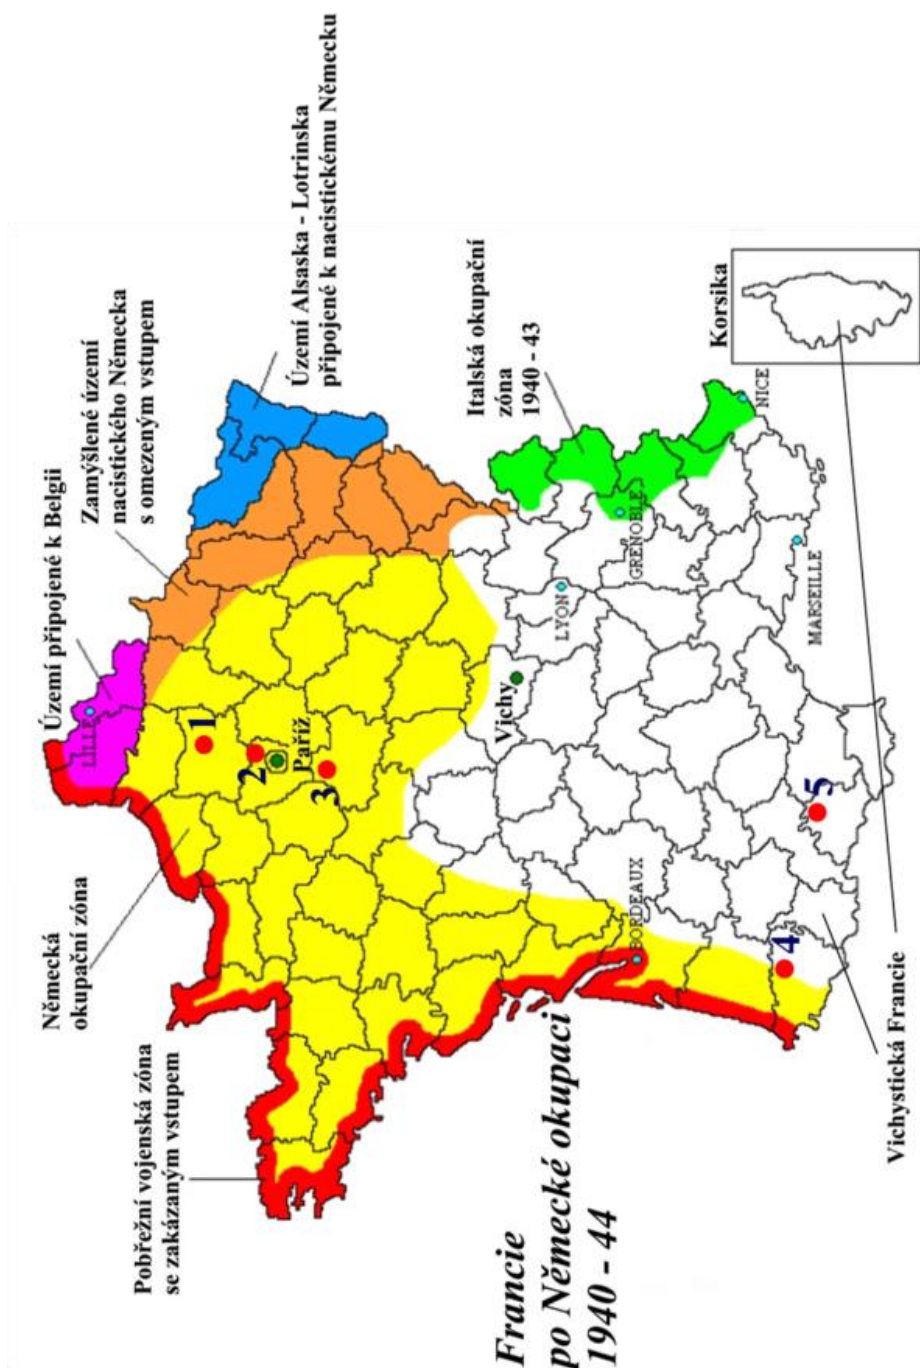 Pobřežní vojenská zóna
se zakázaným vstupem
Německá
okupační zóna
Území připojené k Belgii
Zamýšlené území
nacistického Německa
s omezeným vstupem
Území Alsaska - Lotrinska
připojené k nacistickému Německu
LILLE
1
2
Paříž
3
Italská okupační
zóna
1940 - 43
Vichy
LYON
GRENOBLE
NICE
MARSEILLE
BORDEAUX
4
5
Korsika
Vichystická Francie
Francie
po Německé okupaci
1940 - 44